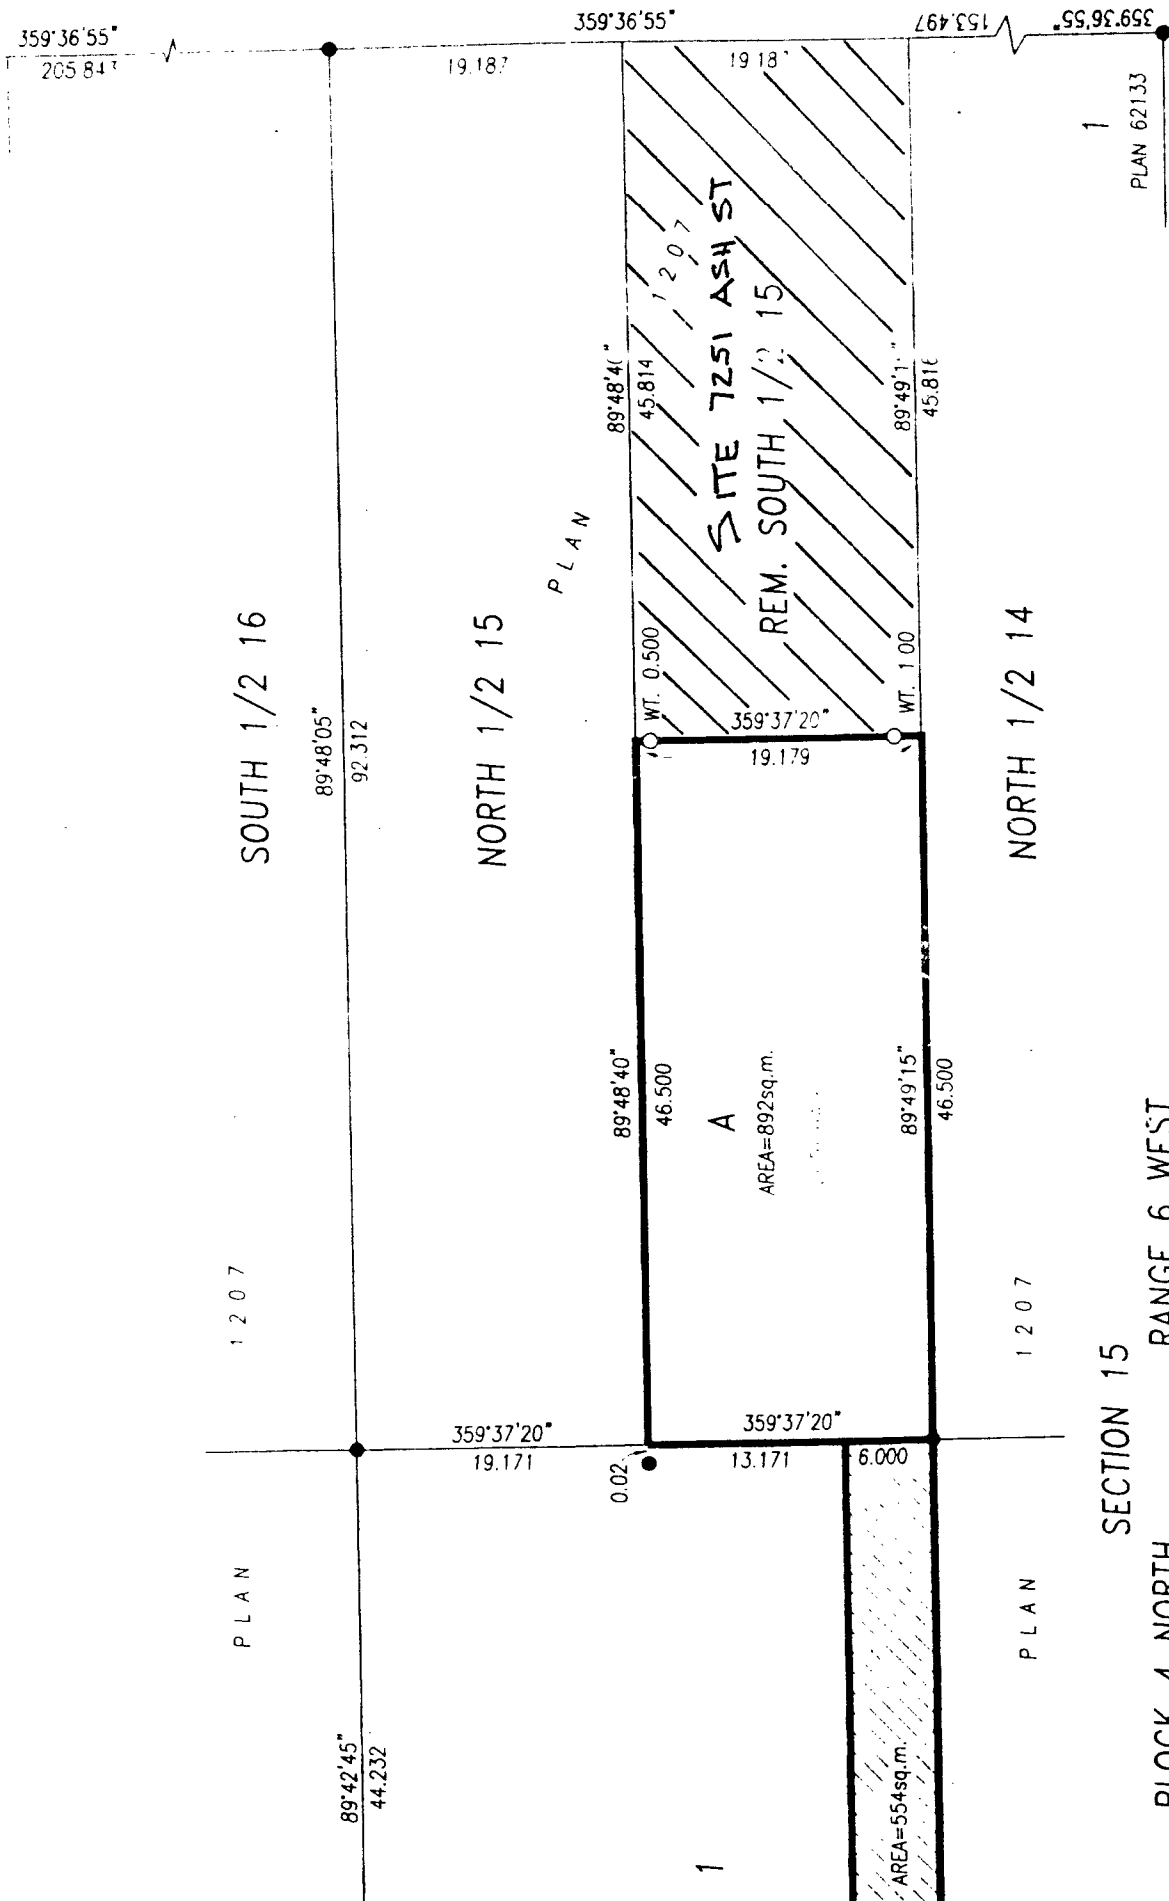 359°36'55"
205.843
19.187
359°36'55"
19.187
153.497
359°36'55"
1
PLAN 62133
SOUTH 1/2 16
89°48'05"
92.312
NORTH 1/2 15
PLAN
1207
89°48'40"
45.814
SITE 7251 ASH ST
REM. SOUTH 1/2 15
89°49'1
45.816
WT. 0.500
359°37'20"
19.179
WT. 1.00
NORTH 1/2 14
89°48'40"
46.500
A
AREA=892sq.m.
89°49'15"
46.500
1207
1207
359°37'20"
19.171
0.02
359°37'20"
13.171
6.000
PLAN
PLAN
89°42'45"
44.232
1
AREA=554sq.m.
SECTION 15
BLOCK 4 NORTH RANGE 6 WEST